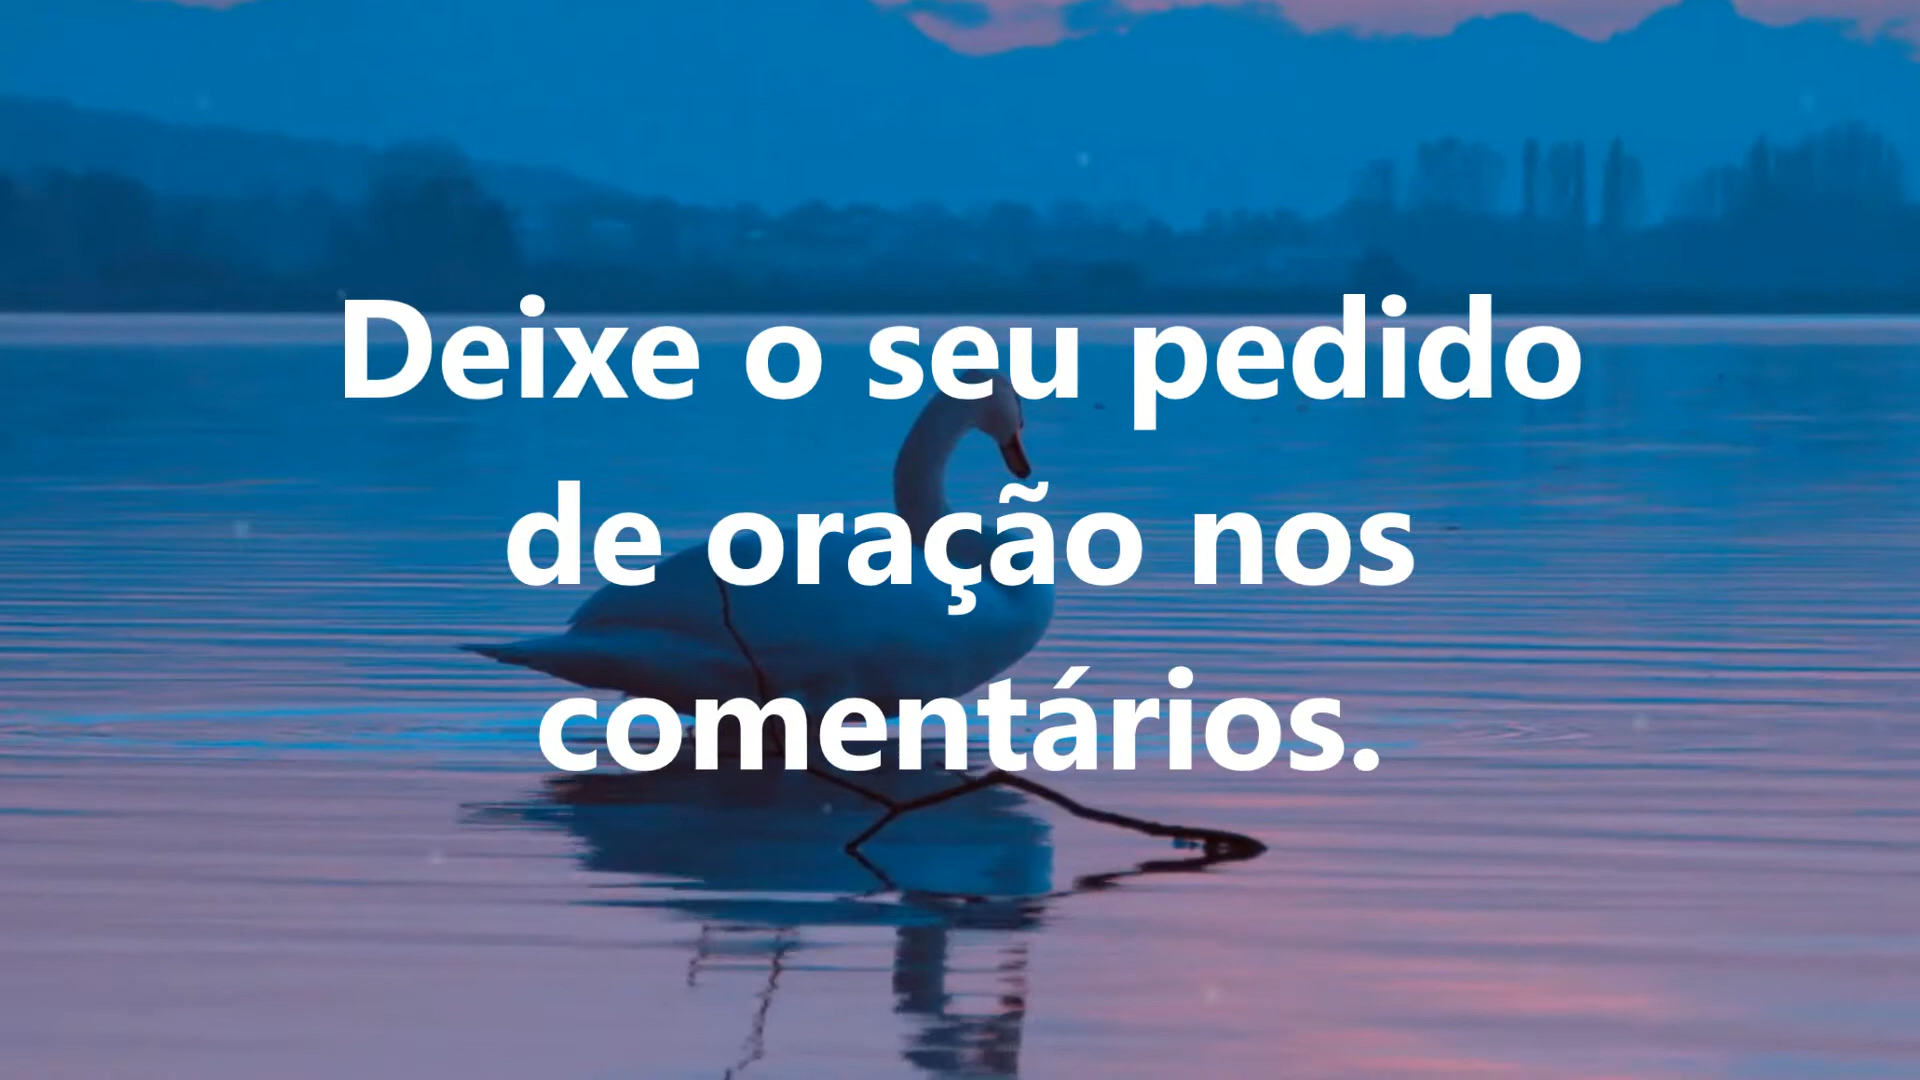 Deixe o seu pedido
de oração nos
comentários.